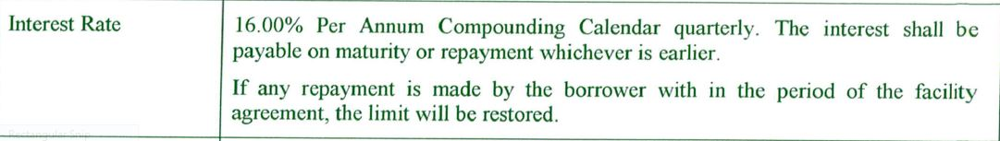 Interest Rate
16.00% Per Annum Compounding Calendar quarterly. The interest shall be
payable on maturity or repayment whichever is earlier.
If any repayment is made by the borrower with in the period of the facility
agreement, the limit will be restored.
Rectangular Snip